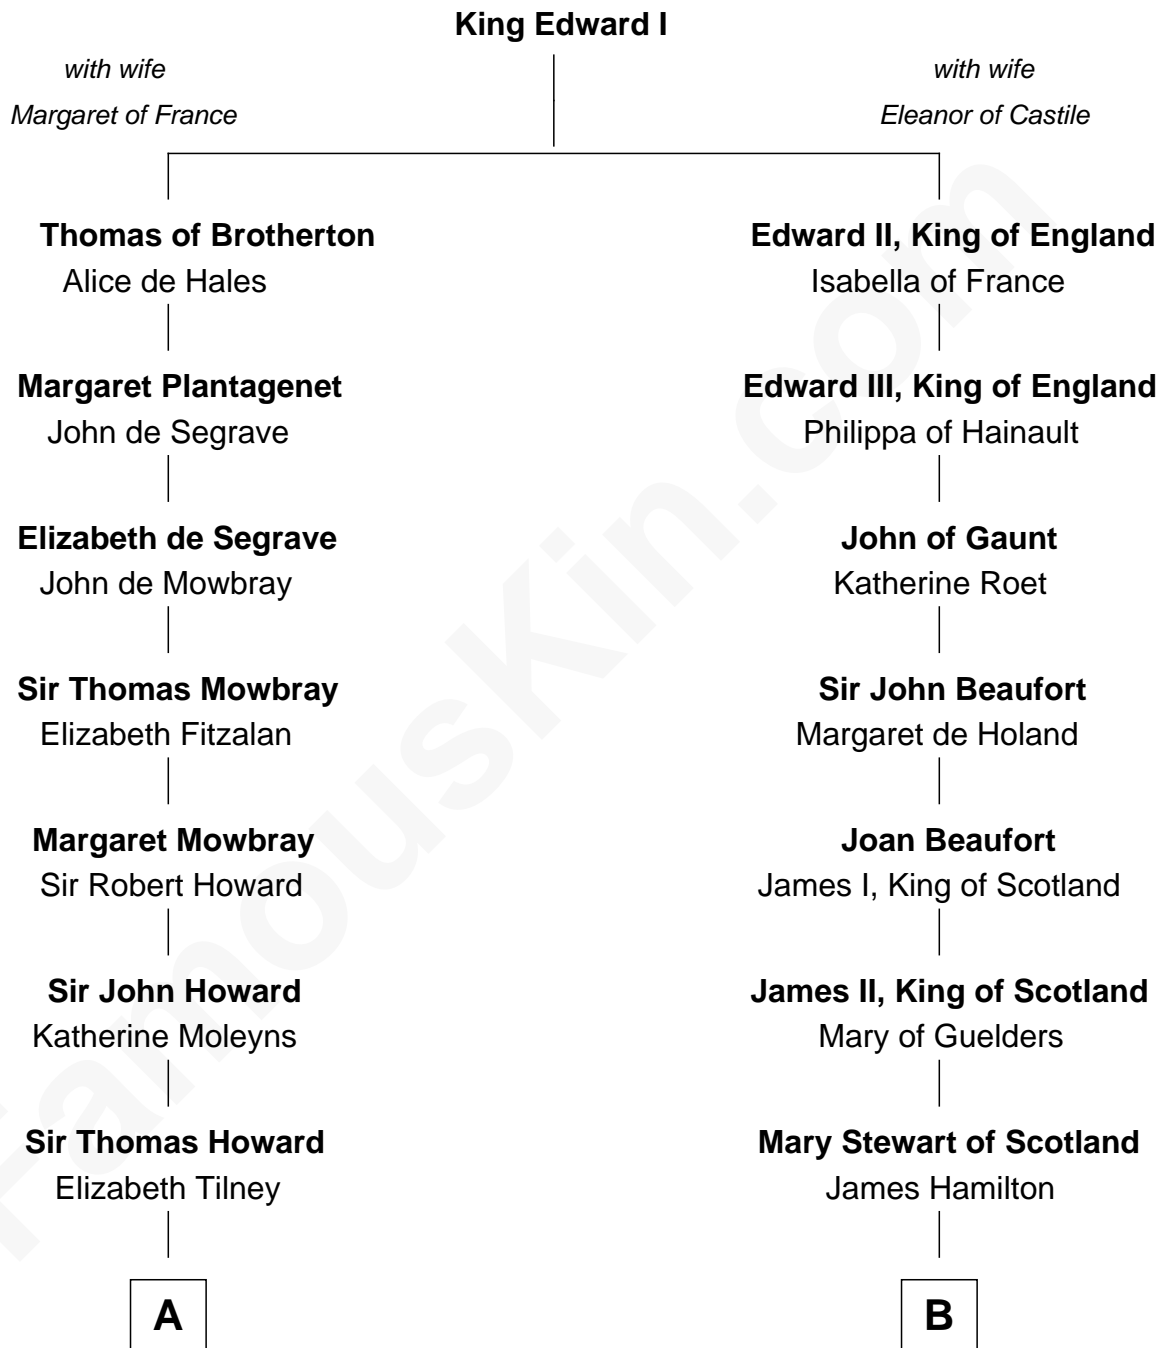 King Edward I
with wife
Margaret of France
with wife
Eleanor of Castile
Thomas of Brotherton
Alice de Hales
Edward II, King of England
Isabella of France
Margaret Plantagenet
John de Segrave
Edward III, King of England
Philippa of Hainault
Elizabeth de Segrave
John de Mowbray
John of Gaunt
Katherine Roet
Sir Thomas Mowbray
Elizabeth Fitzalan
Sir John Beaufort
Margaret de Holand
Margaret Mowbray
Sir Robert Howard
Joan Beaufort
James I, King of Scotland
Sir John Howard
Katherine Moleyns
James II, King of Scotland
Mary of Guelders
Sir Thomas Howard
Elizabeth Tilney
Mary Stewart of Scotland
James Hamilton
A
B
FamousKin.com